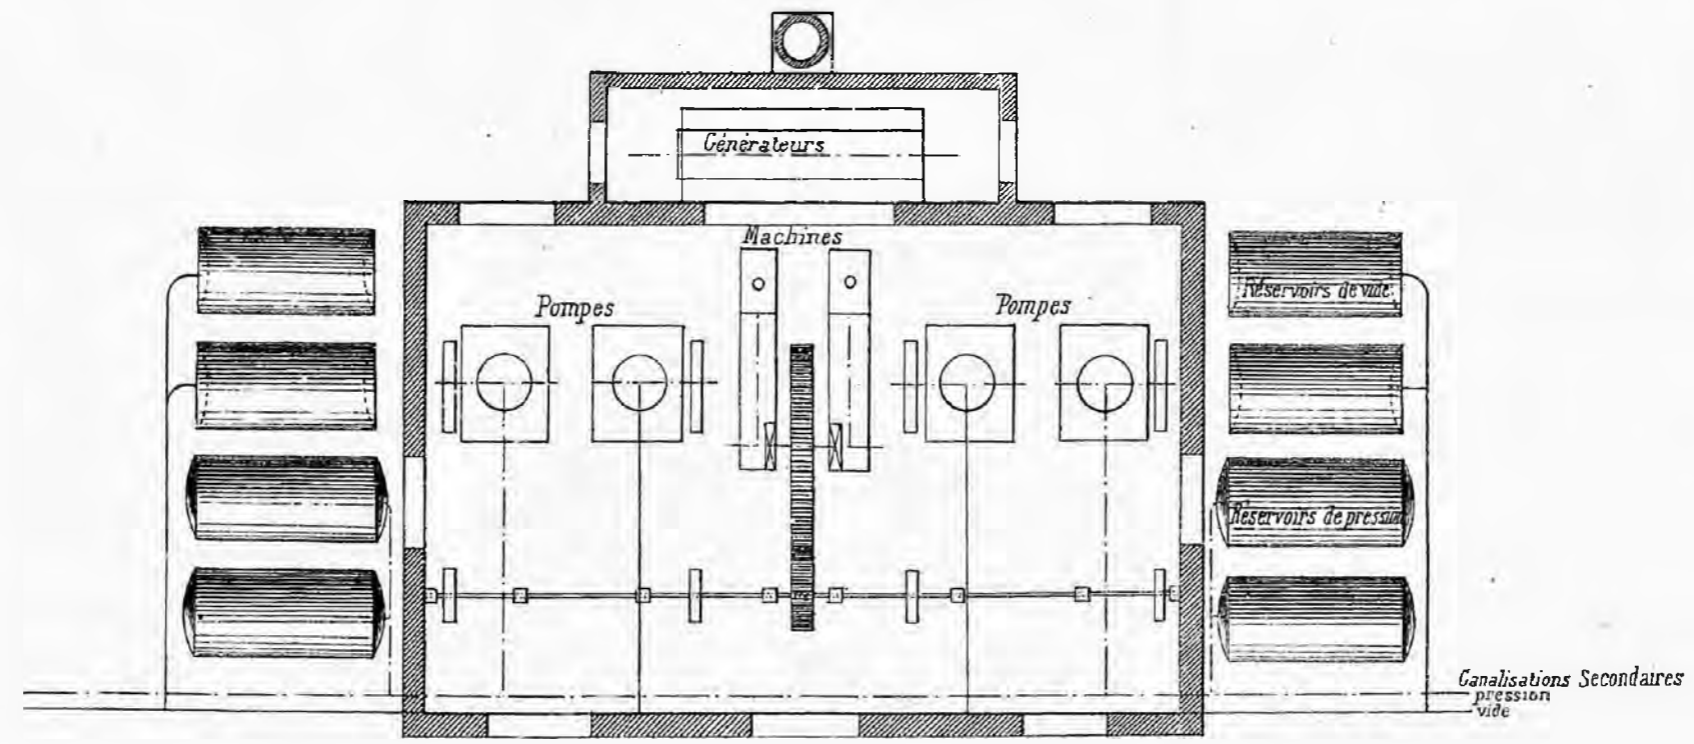 Générateurs
Machines
Pompes
Pompes
Réservoirs de vide
Réservoirs de pression
Canalisations Secondaires
pression
vide